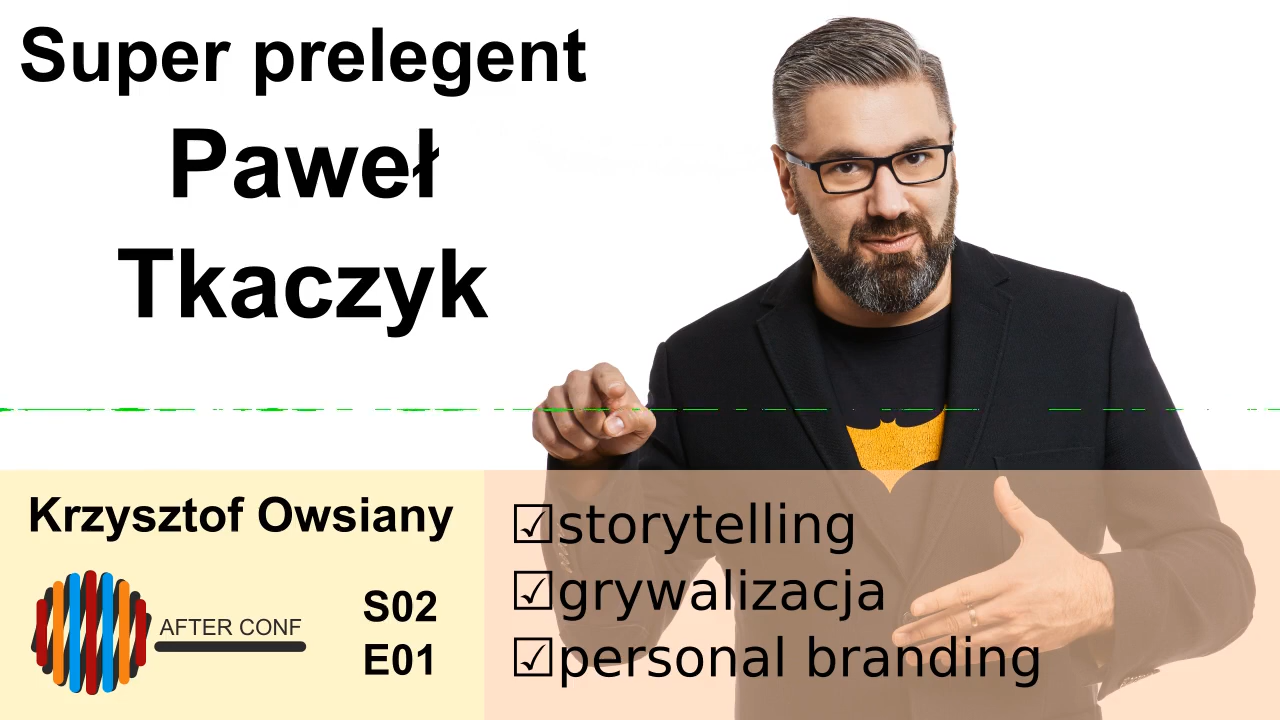 Super prelegent
Paweł
Tkaczyk
Krzysztof Owsiany
AFTER CONF
S02
E01
☑storytelling
☑grywalizacja
☑personal branding